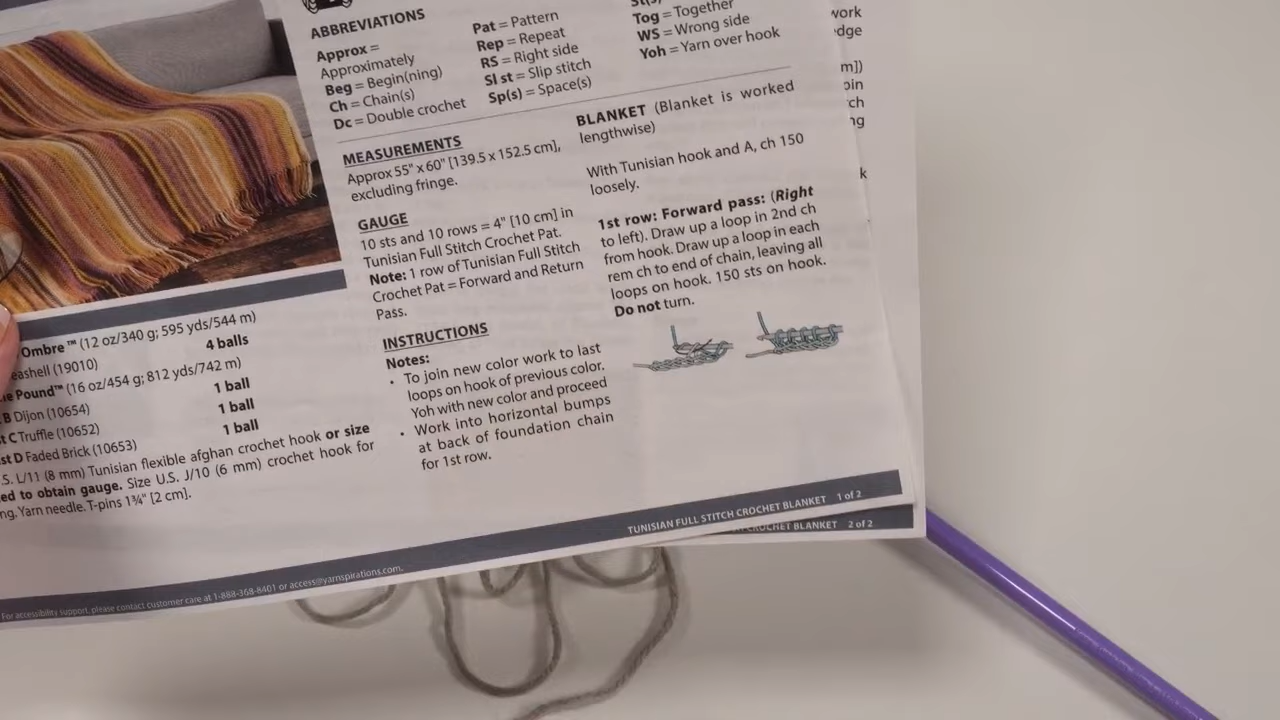 ABBREVIATIONS
Approx =
Approximately
Beg = Begin(ning)
Ch = Chain(s)
Dc = Double crochet
Pat = Pattern
Rep = Repeat
RS = Right side
Sl st = Slip stitch
Sp(s) = Space(s)
St(s)
Tog = Together
WS = Wrong side
Yoh = Yarn over hook
MEASUREMENTS
Approx 55" x 60" [139.5 x 152.5 cm],
excluding fringe.
GAUGE
10 sts and 10 rows = 4" [10 cm] in
Tunisian Full Stitch Crochet Pat.
Note: 1 row of Tunisian Full Stitch
Crochet Pat = Forward and Return
Pass.
INSTRUCTIONS
Notes:
• To join new color work to last
loops on hook of previous color.
Yoh with new color and proceed
• Work into horizontal bumps
at back of foundation chain
for 1st row.
BLANKET (Blanket is worked
lengthwise)
With Tunisian hook and A, ch 150
loosely.
1st row: Forward pass: (Right
to left). Draw up a loop in 2nd ch
from hook. Draw up a loop in each
rem ch to end of chain, leaving all
loops on hook. 150 sts on hook.
Do not turn.
Ombre™ (12 oz/340 g; 595 yds/544 m)
eashell (19010) 4 balls
e Pound™ (16 oz/454 g; 812 yds/742 m)
B Dijon (10654) 1 ball
st C Truffle (10652) 1 ball
st D Faded Brick (10653) 1 ball
.S. L/11 (8 mm) Tunisian flexible afghan crochet hook or size
ed to obtain gauge. Size U.S. J/10 (6 mm) crochet hook for
ng. Yarn needle. T-pins 1¾" [2 cm].
TUNISIAN FULL STITCH CROCHET BLANKET 1 of 2
CROCHET BLANKET 2 of 2
For accessibility support, please contact customer care at 1-888-368-8401 or access@yarnspirations.com.
work
edge
m])
oin
ch
ng
k